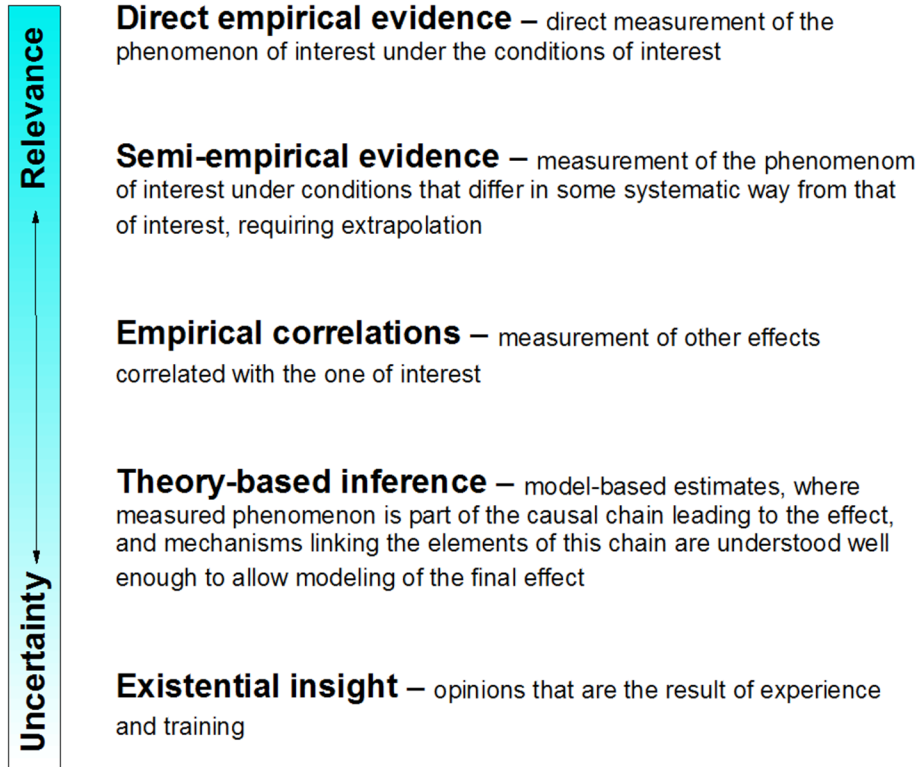 Relevance
Uncertainty
Direct empirical evidence – direct measurement of the
phenomenon of interest under the conditions of interest
Semi-empirical evidence – measurement of the phenomenom
of interest under conditions that differ in some systematic way from that
of interest, requiring extrapolation
Empirical correlations – measurement of other effects
correlated with the one of interest
Theory-based inference – model-based estimates, where
measured phenomenon is part of the causal chain leading to the effect,
and mechanisms linking the elements of this chain are understood well
enough to allow modeling of the final effect
Existential insight – opinions that are the result of experience
and training